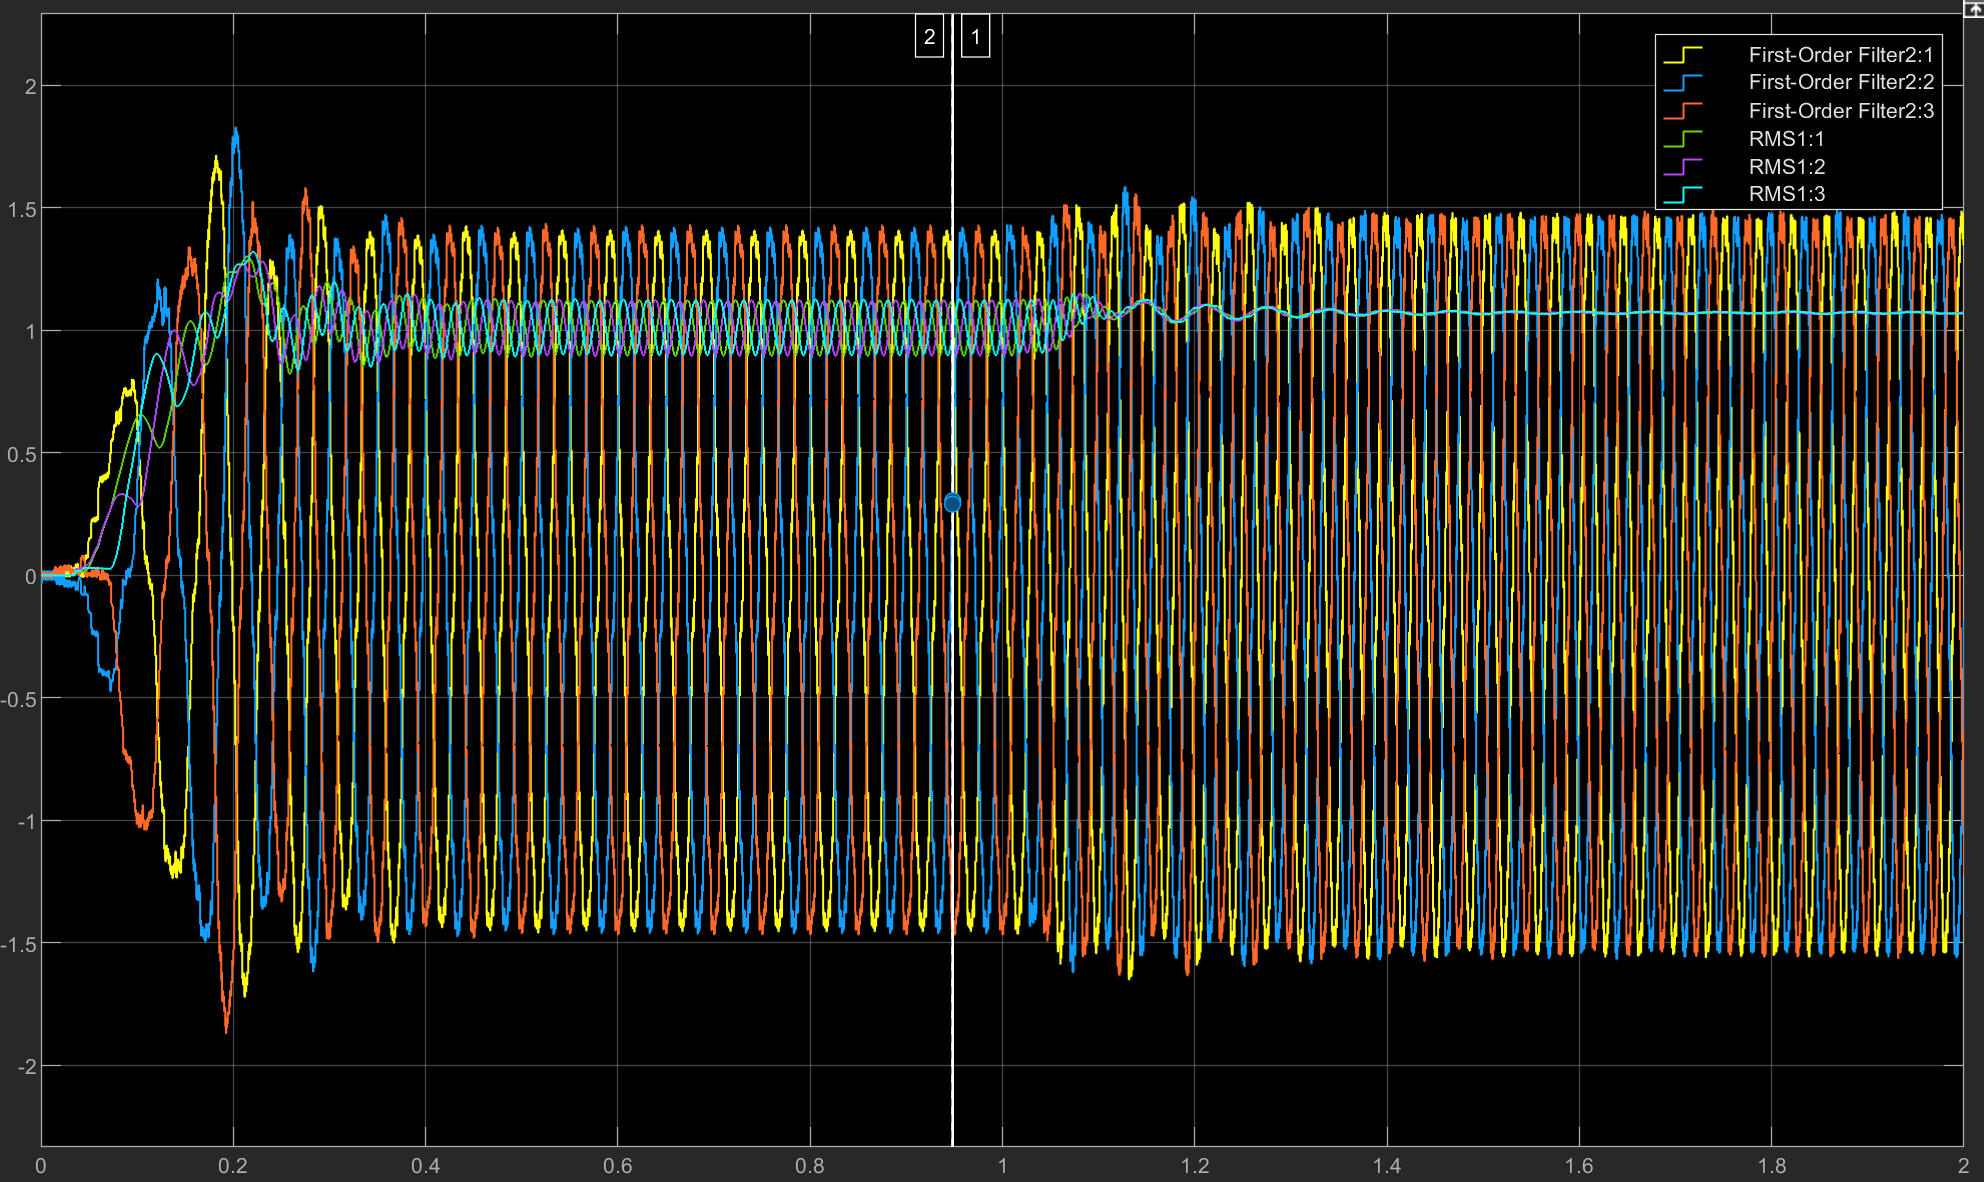 2 1
First-Order Filter2:1
First-Order Filter2:2
First-Order Filter2:3
RMS1:1
RMS1:2
RMS1:3
2
1.5
1
0.5
0
-0.5
-1
-1.5
-2
0 0.2 0.4 0.6 0.8 1 1.2 1.4 1.6 1.8 2